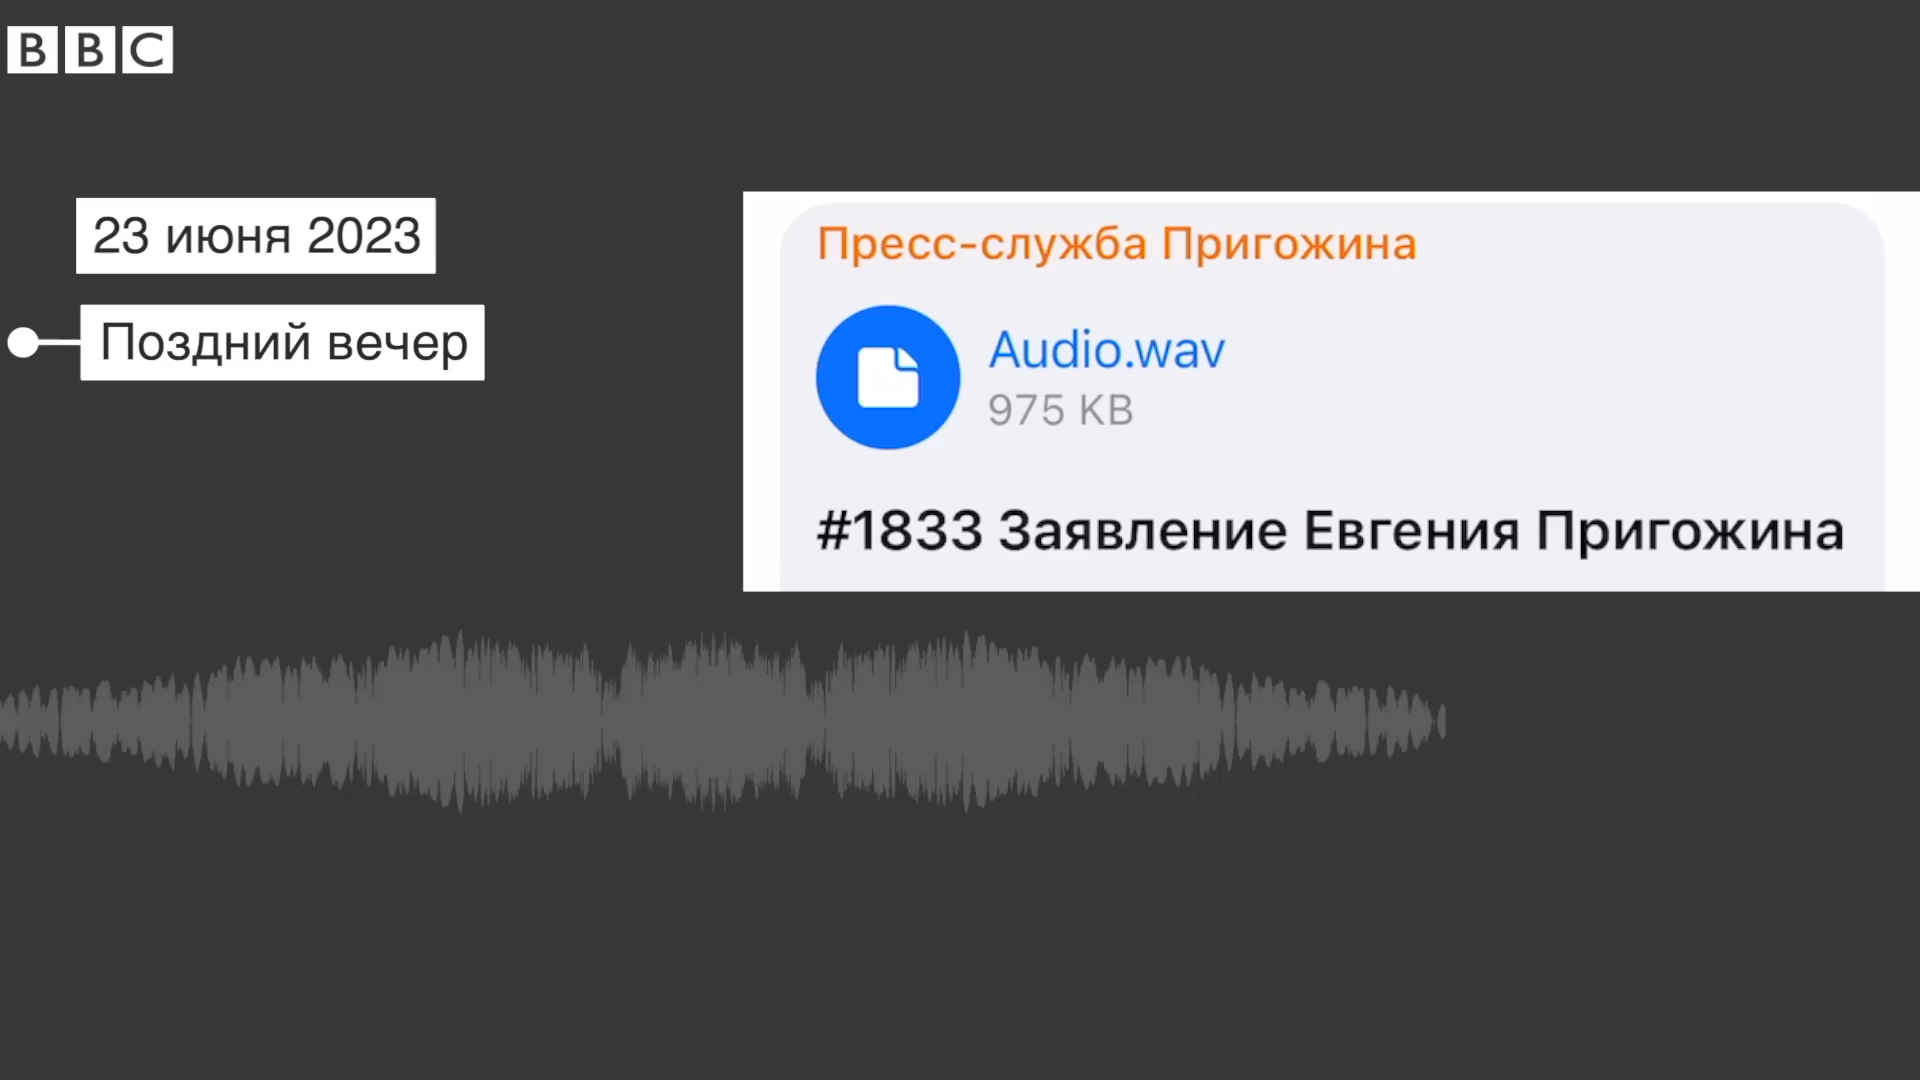 BBC
23 июня 2023
Поздний вечер
Пресс-служба Пригожина
Audio.wav
975 KB
#1833 Заявление Евгения Пригожина